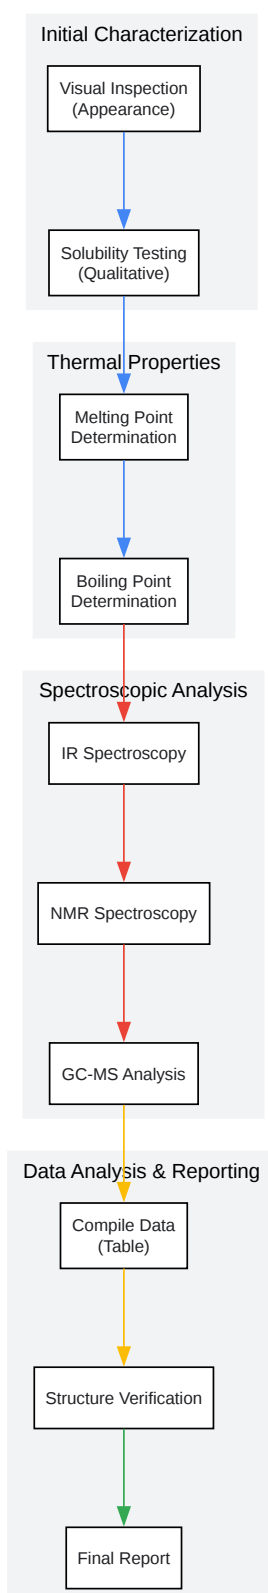 Initial Characterization
Visual Inspection
(Appearance)
Solubility Testing
(Qualitative)
Thermal Properties
Melting Point
Determination
Boiling Point
Determination
Spectroscopic Analysis
IR Spectroscopy
NMR Spectroscopy
GC-MS Analysis
Data Analysis & Reporting
Compile Data
(Table)
Structure Verification
Final Report